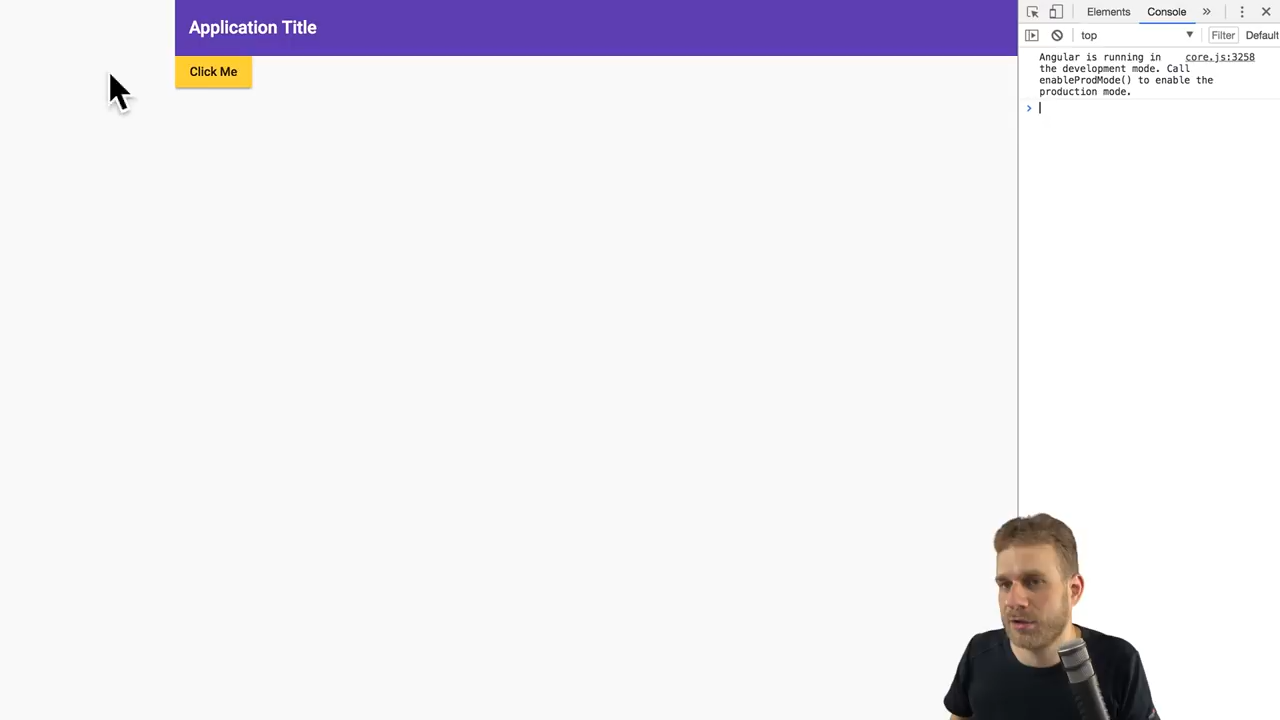 Application Title
Click Me
Elements Console »
top Filter Default
Angular is running in core.js:3258
the development mode. Call
enableProdMode() to enable the
production mode.